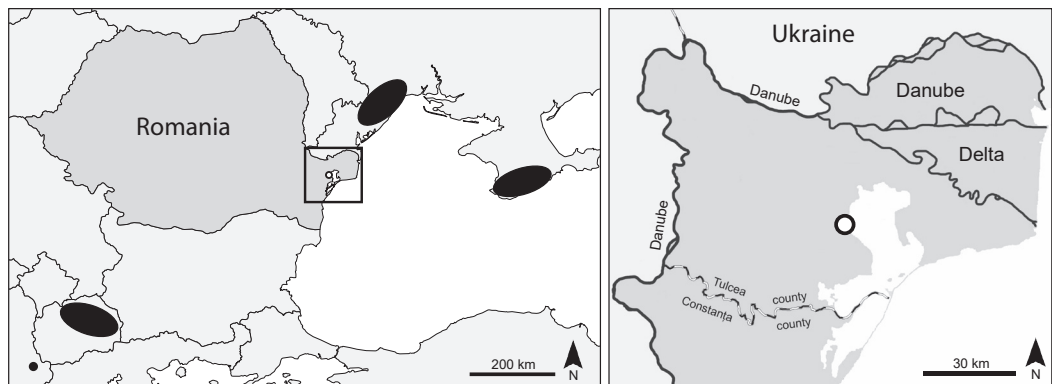 Romania
200 km
N
Ukraine
Danube
Danube
Delta
Danube
Tulcea
county
Constanța
county
30 km
N